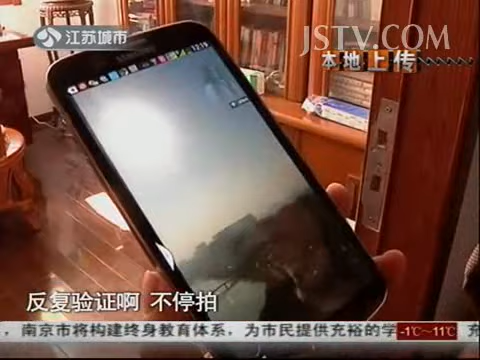 江苏城市
JSTV.COM
本地上传
12:16
反复验证啊 不停拍
，南京市将构建终身教育体系，为市民提供充裕的学
-1℃~11℃
充